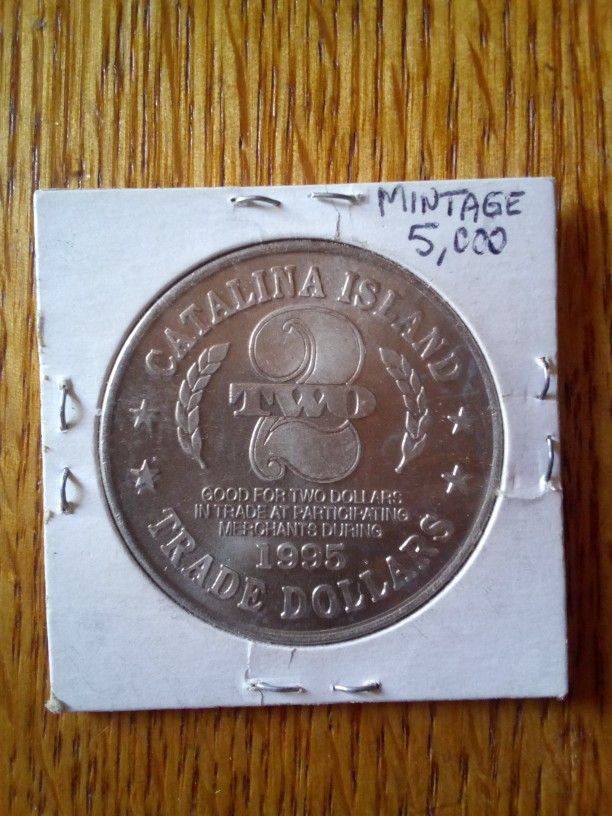 MINTAGE
5,000
CATALINA ISLAND
2
TWO
GOOD FOR TWO DOLLARS
IN TRADE AT PARTICIPATING
MERCHANTS DURING
1995
TRADE DOLLARS